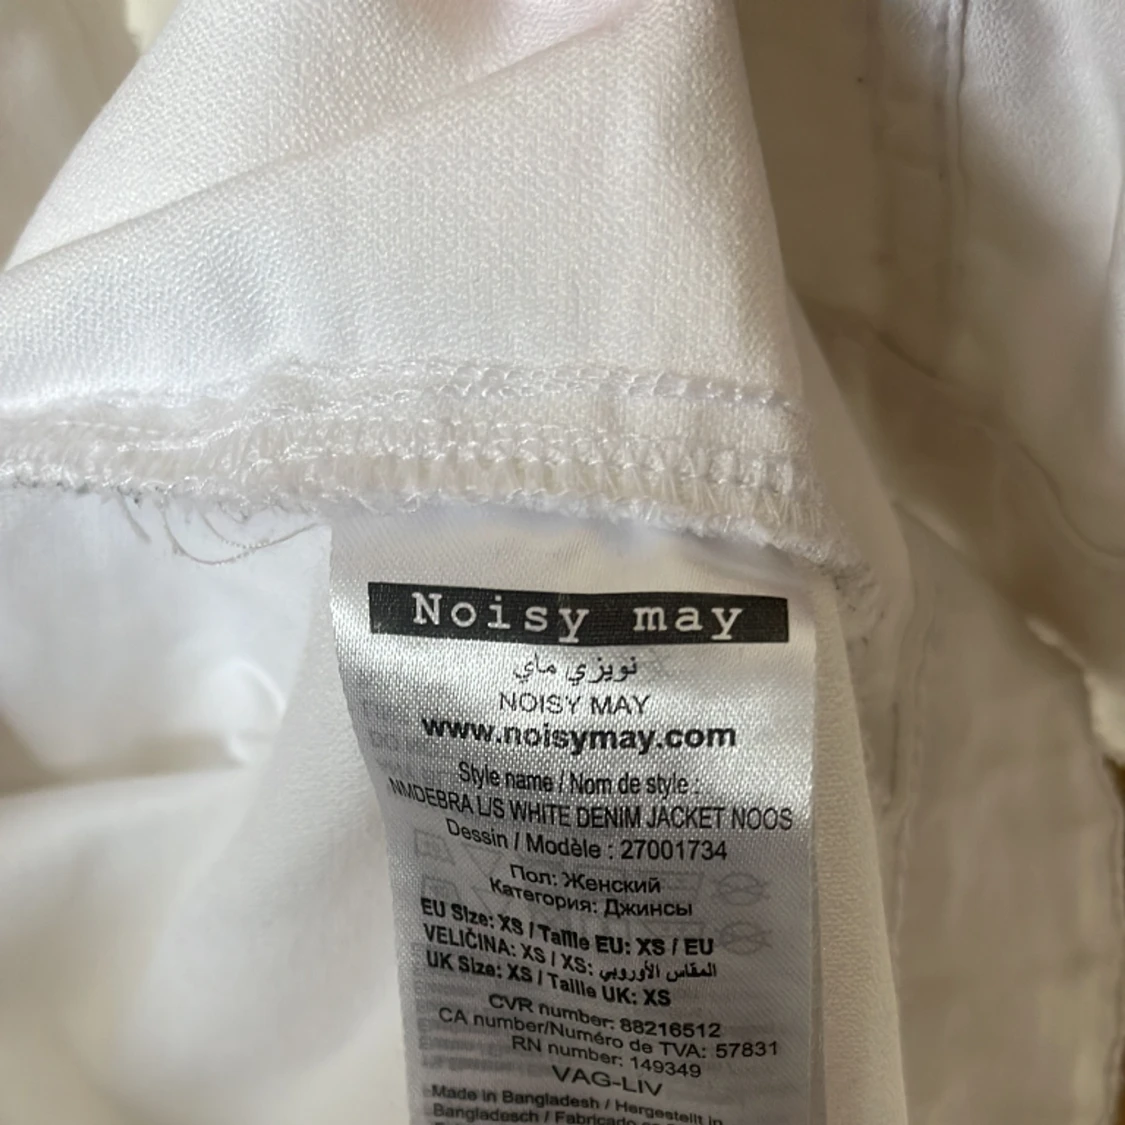 Noisy may
نويزي ماي
NOISY MAY
www.noisymay.com
Style name / Nom de style :
NMDEBRA L/S WHITE DENIM JACKET NOOS
Dessin / Modèle : 27001734
Пол: Женский
Категория: Джинсы
EU Size: XS / Taille EU: XS / EU
VELIČINA: XS / XS: المقاس الأوروبي
UK Size: XS / Taille UK: XS
CVR number: 88216512
CA number/Numéro de TVA: 57831
RN number: 149349
VAG-LIV
Made in Bangladesh / Hergestellt in
Bangladesch / Fabricado